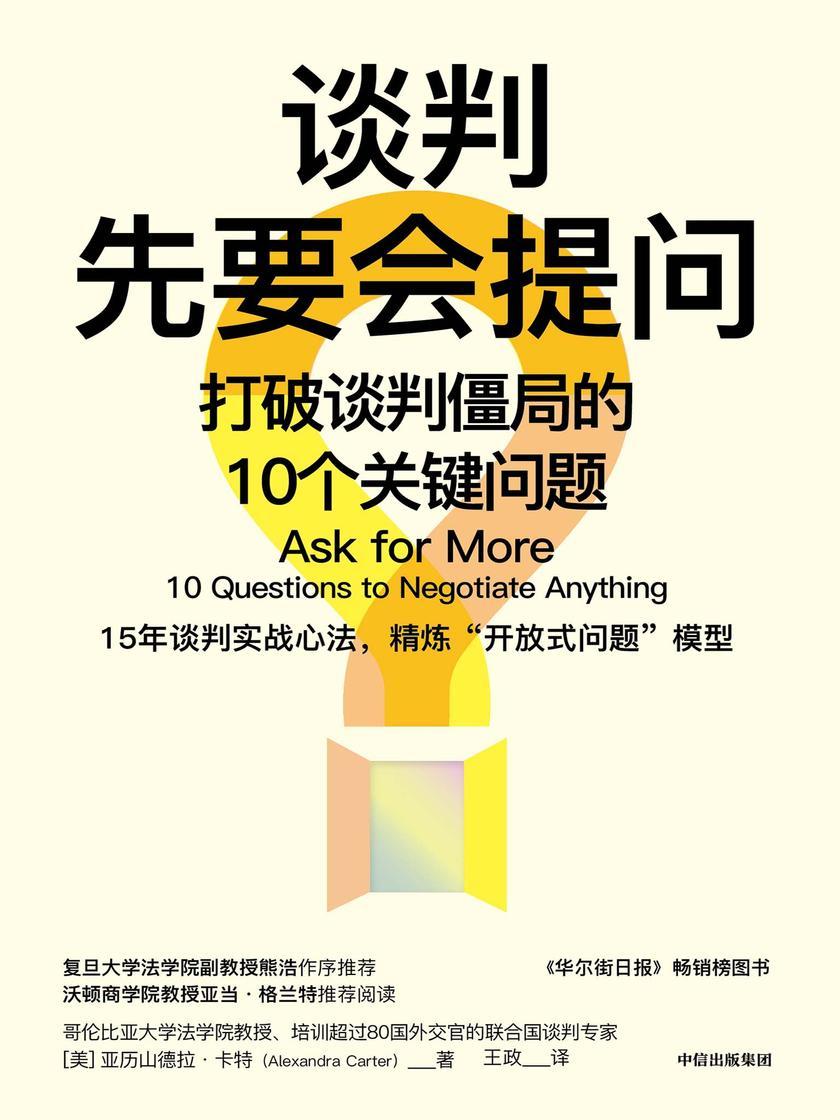 谈判
先要会提问
打破谈判僵局的
10个关键问题
Ask for More
10 Questions to Negotiate Anything
15年谈判实战心法，精炼“开放式问题”模型
复旦大学法学院副教授熊浩作序推荐
《华尔街日报》畅销榜图书
沃顿商学院教授亚当·格兰特推荐阅读
哥伦比亚大学法学院教授、培训超过80国外交官的联合国谈判专家
[美] 亚历山德拉·卡特（Alexandra Carter）___著 王政___译
中信出版集团